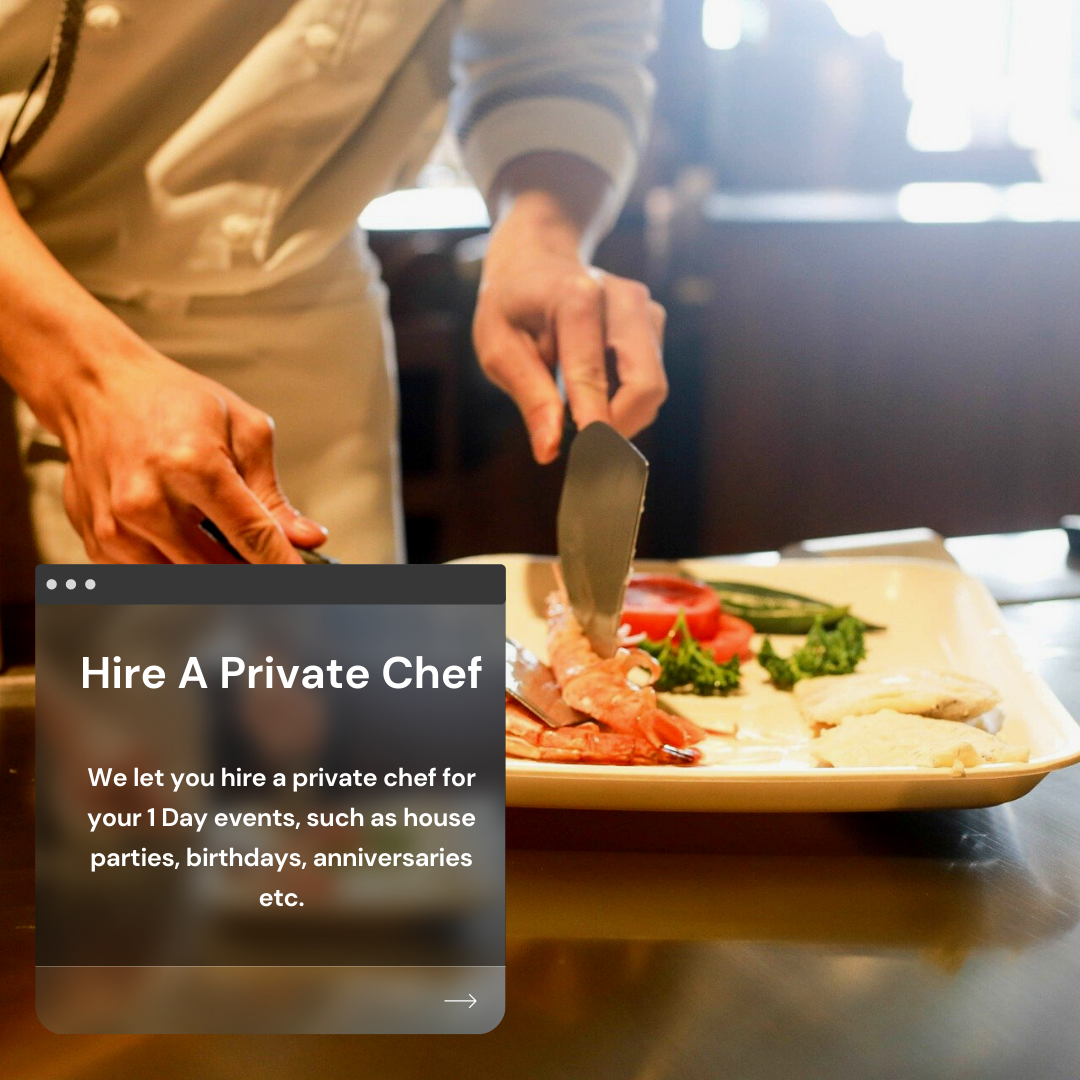 Hire A Private Chef
We let you hire a private chef for
your 1 Day events, such as house
parties, birthdays, anniversaries
etc.